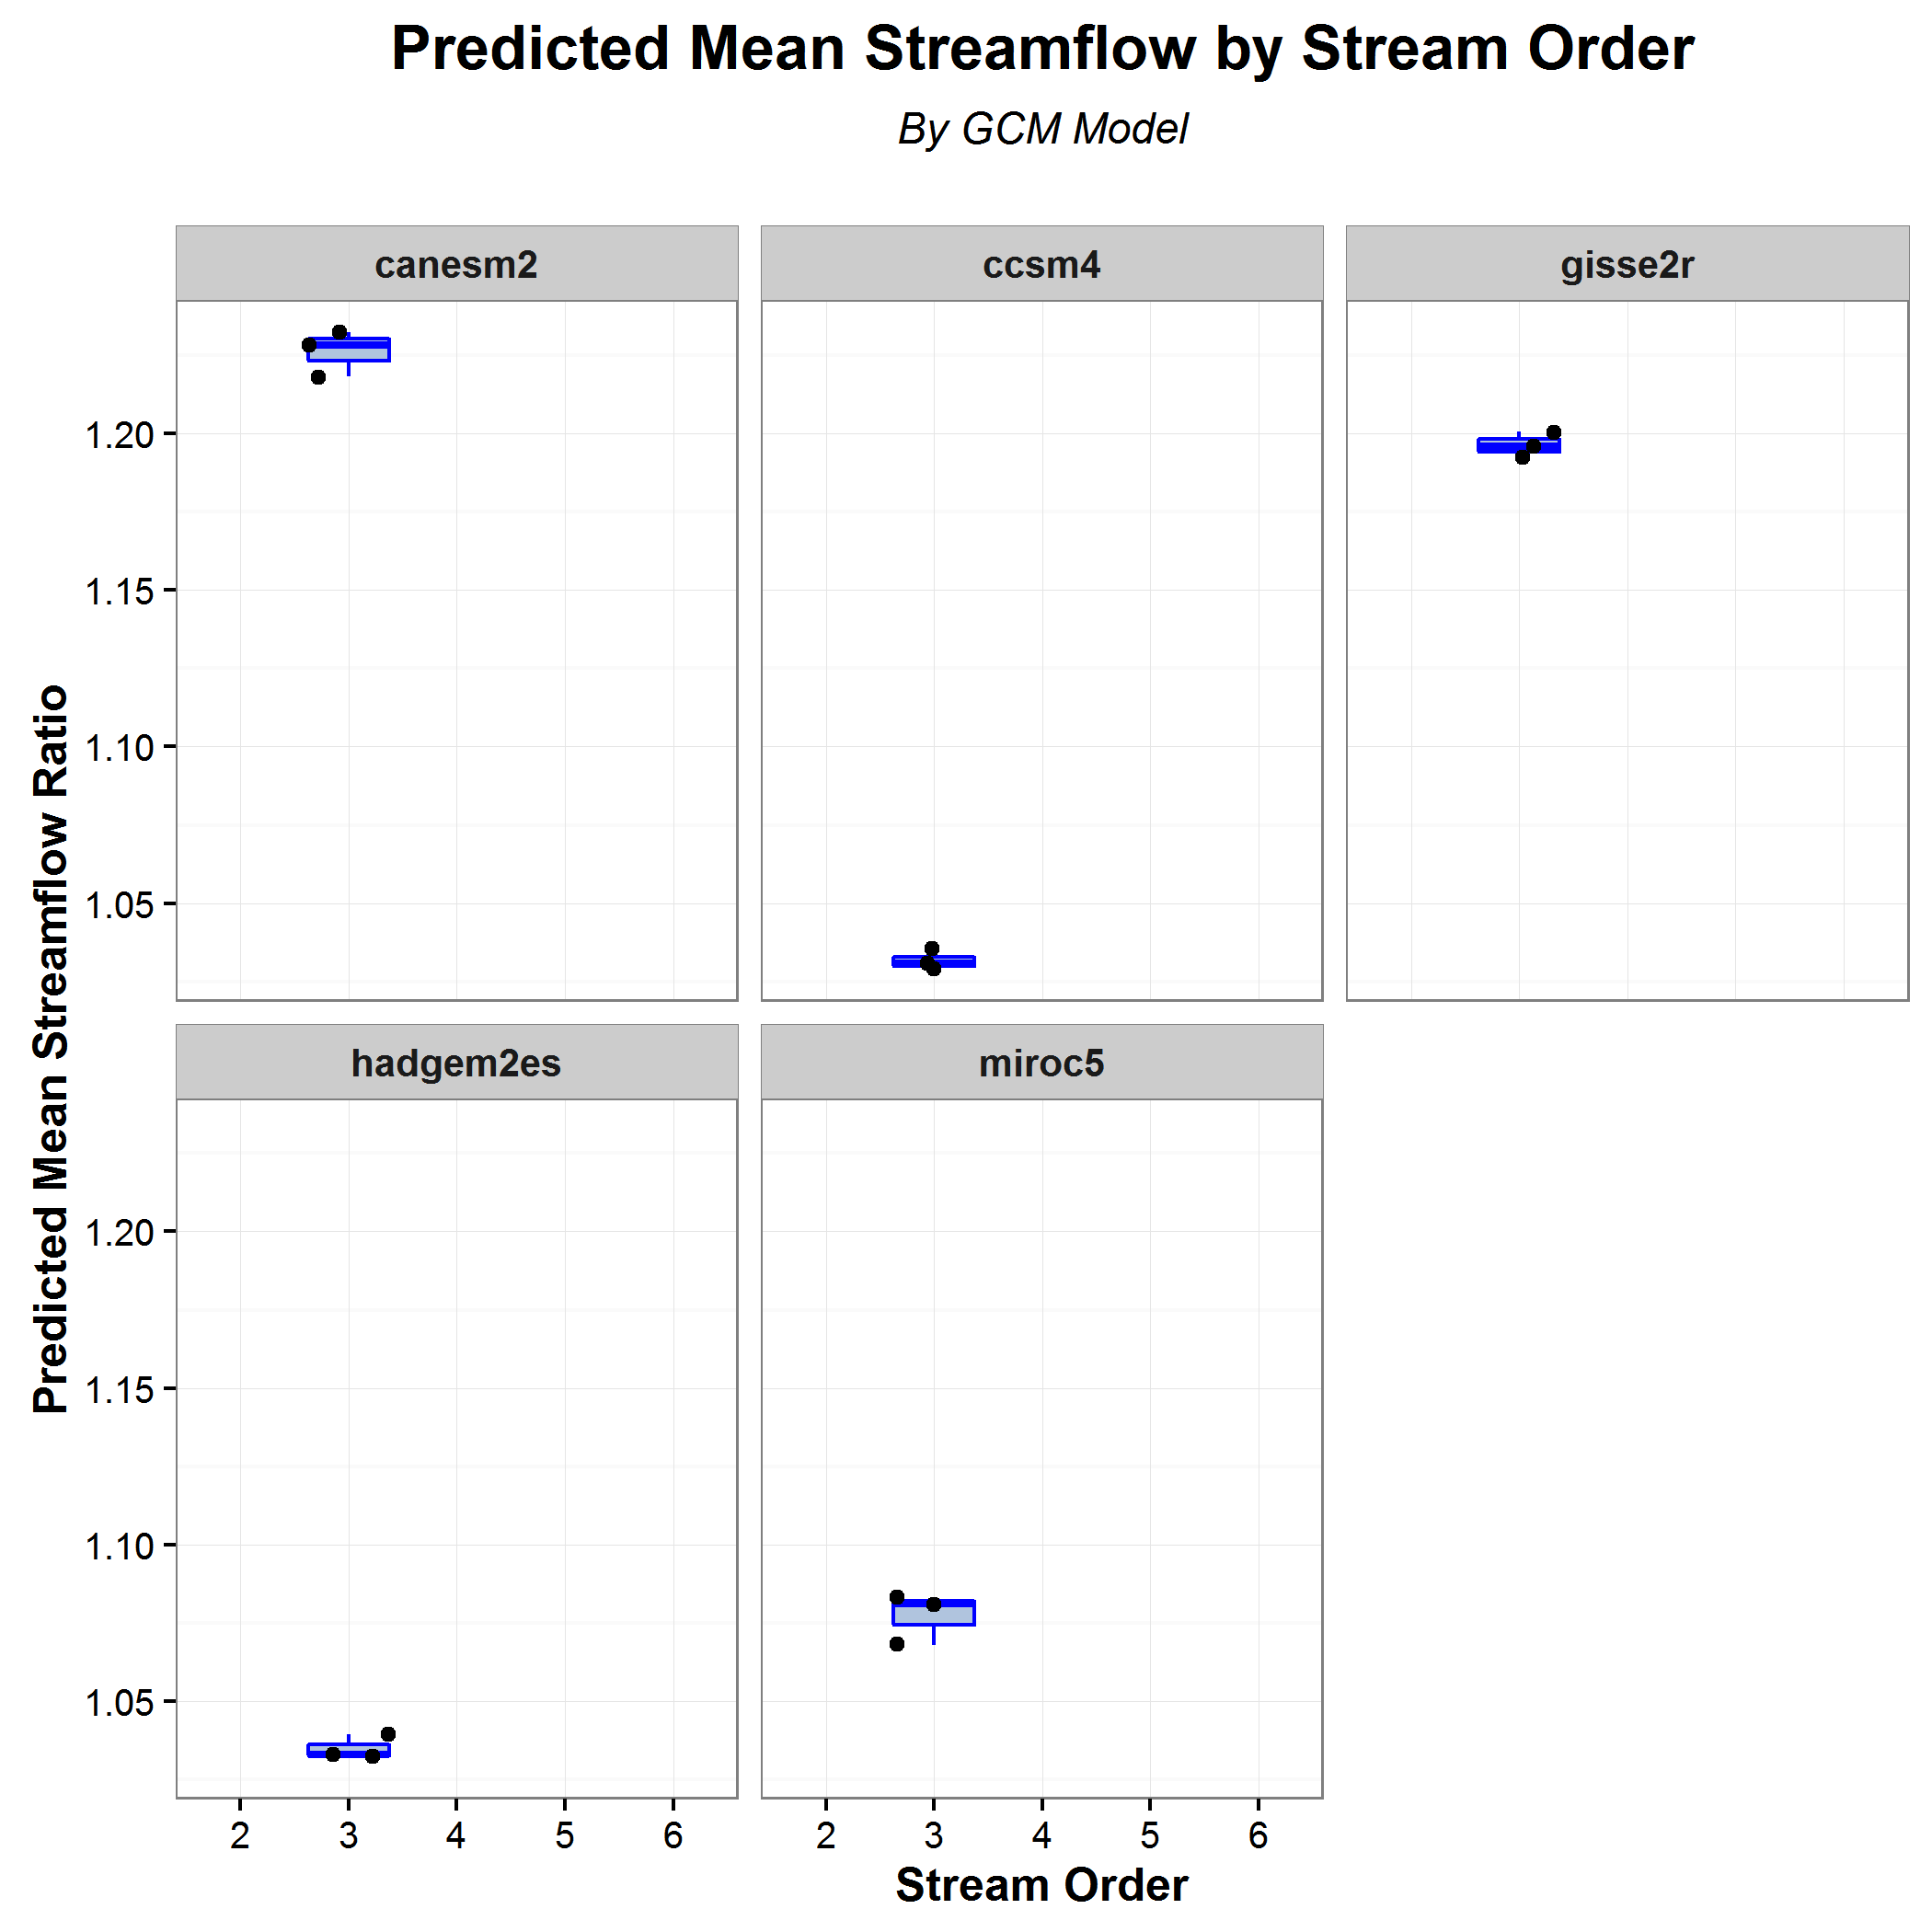 Predicted Mean Streamflow by Stream Order
By GCM Model
canesm2
ccsm4
gisse2r
Predicted Mean Streamflow Ratio
1.20
1.15
1.10
1.05
hadgem2es
miroc5
1.20
1.15
1.10
1.05
2 3 4 5 6
2 3 4 5 6
Stream Order